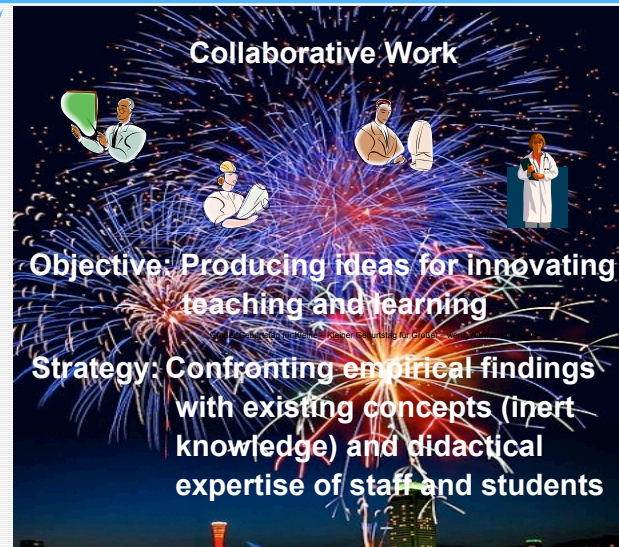 Collaborative Work
Objective: Producing ideas for innovating
teaching and learning
Strategy: Confronting empirical findings
with existing concepts (inert
knowledge) and didactical
expertise of staff and students